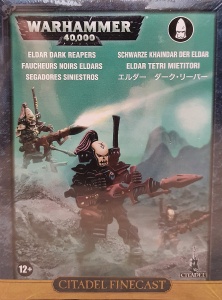 WARHAMMER
40,000
ELDAR DARK REAPERS
FAUCHEURS NOIRS ELDARS
SEGADORES SINIESTROS
SCHWARZE KHAINDAR DER ELDAR
ELDAR TETRI MIETITORI
エルダー ダーク・リーパー
12+
CITADEL
CITADEL FINECAST